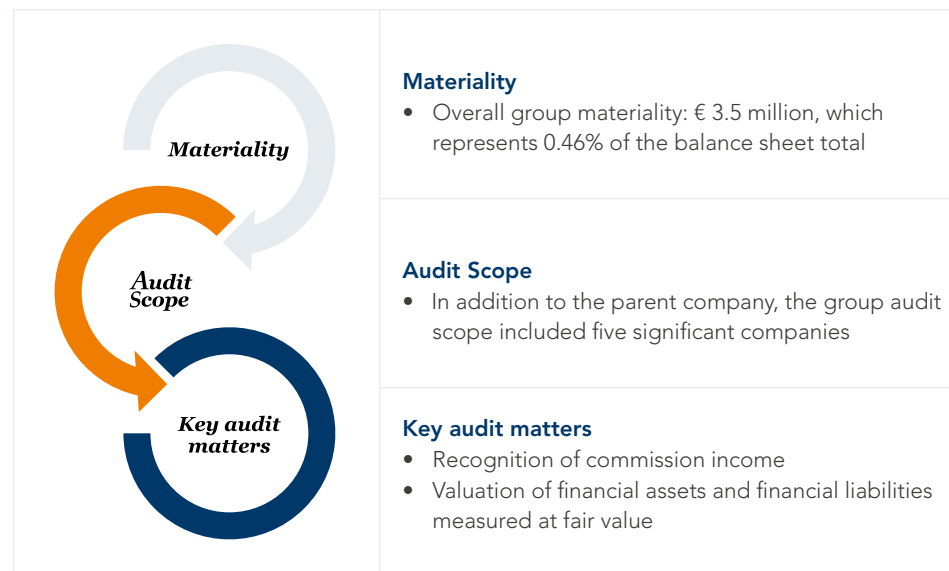 Materiality
Materiality
• Overall group materiality: € 3.5 million, which
represents 0.46% of the balance sheet total
Audit
Scope
Audit Scope
• In addition to the parent company, the group audit
scope included five significant companies
Key audit
matters
Key audit matters
• Recognition of commission income
• Valuation of financial assets and financial liabilities
measured at fair value